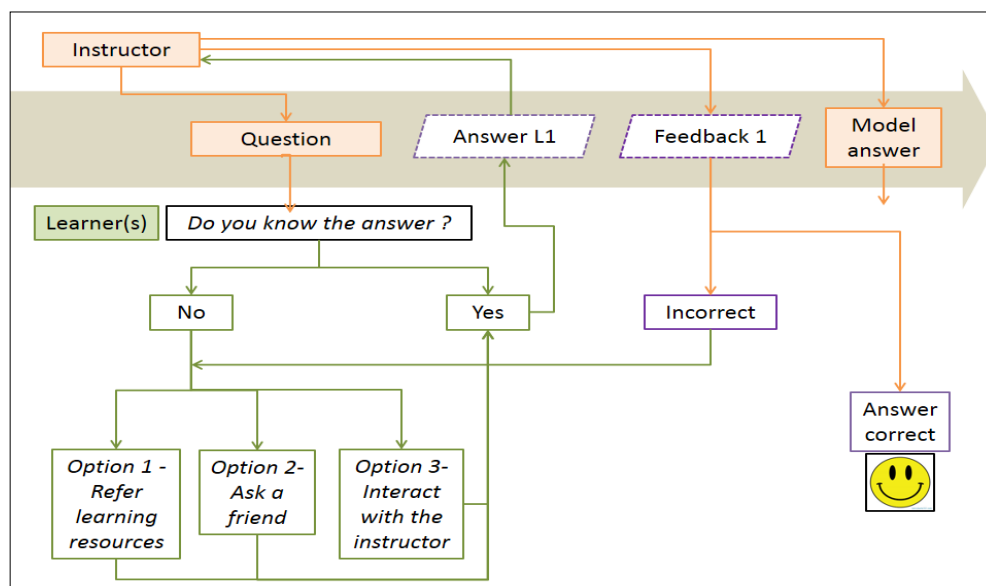 Instructor
Question
Answer L1
Feedback 1
Model
answer
Learner(s)
Do you know the answer ?
No
Yes
Incorrect
Answer
correct
Option 1 -
Refer
learning
resources
Option 2-
Ask a
friend
Option 3-
Interact
with the
instructor